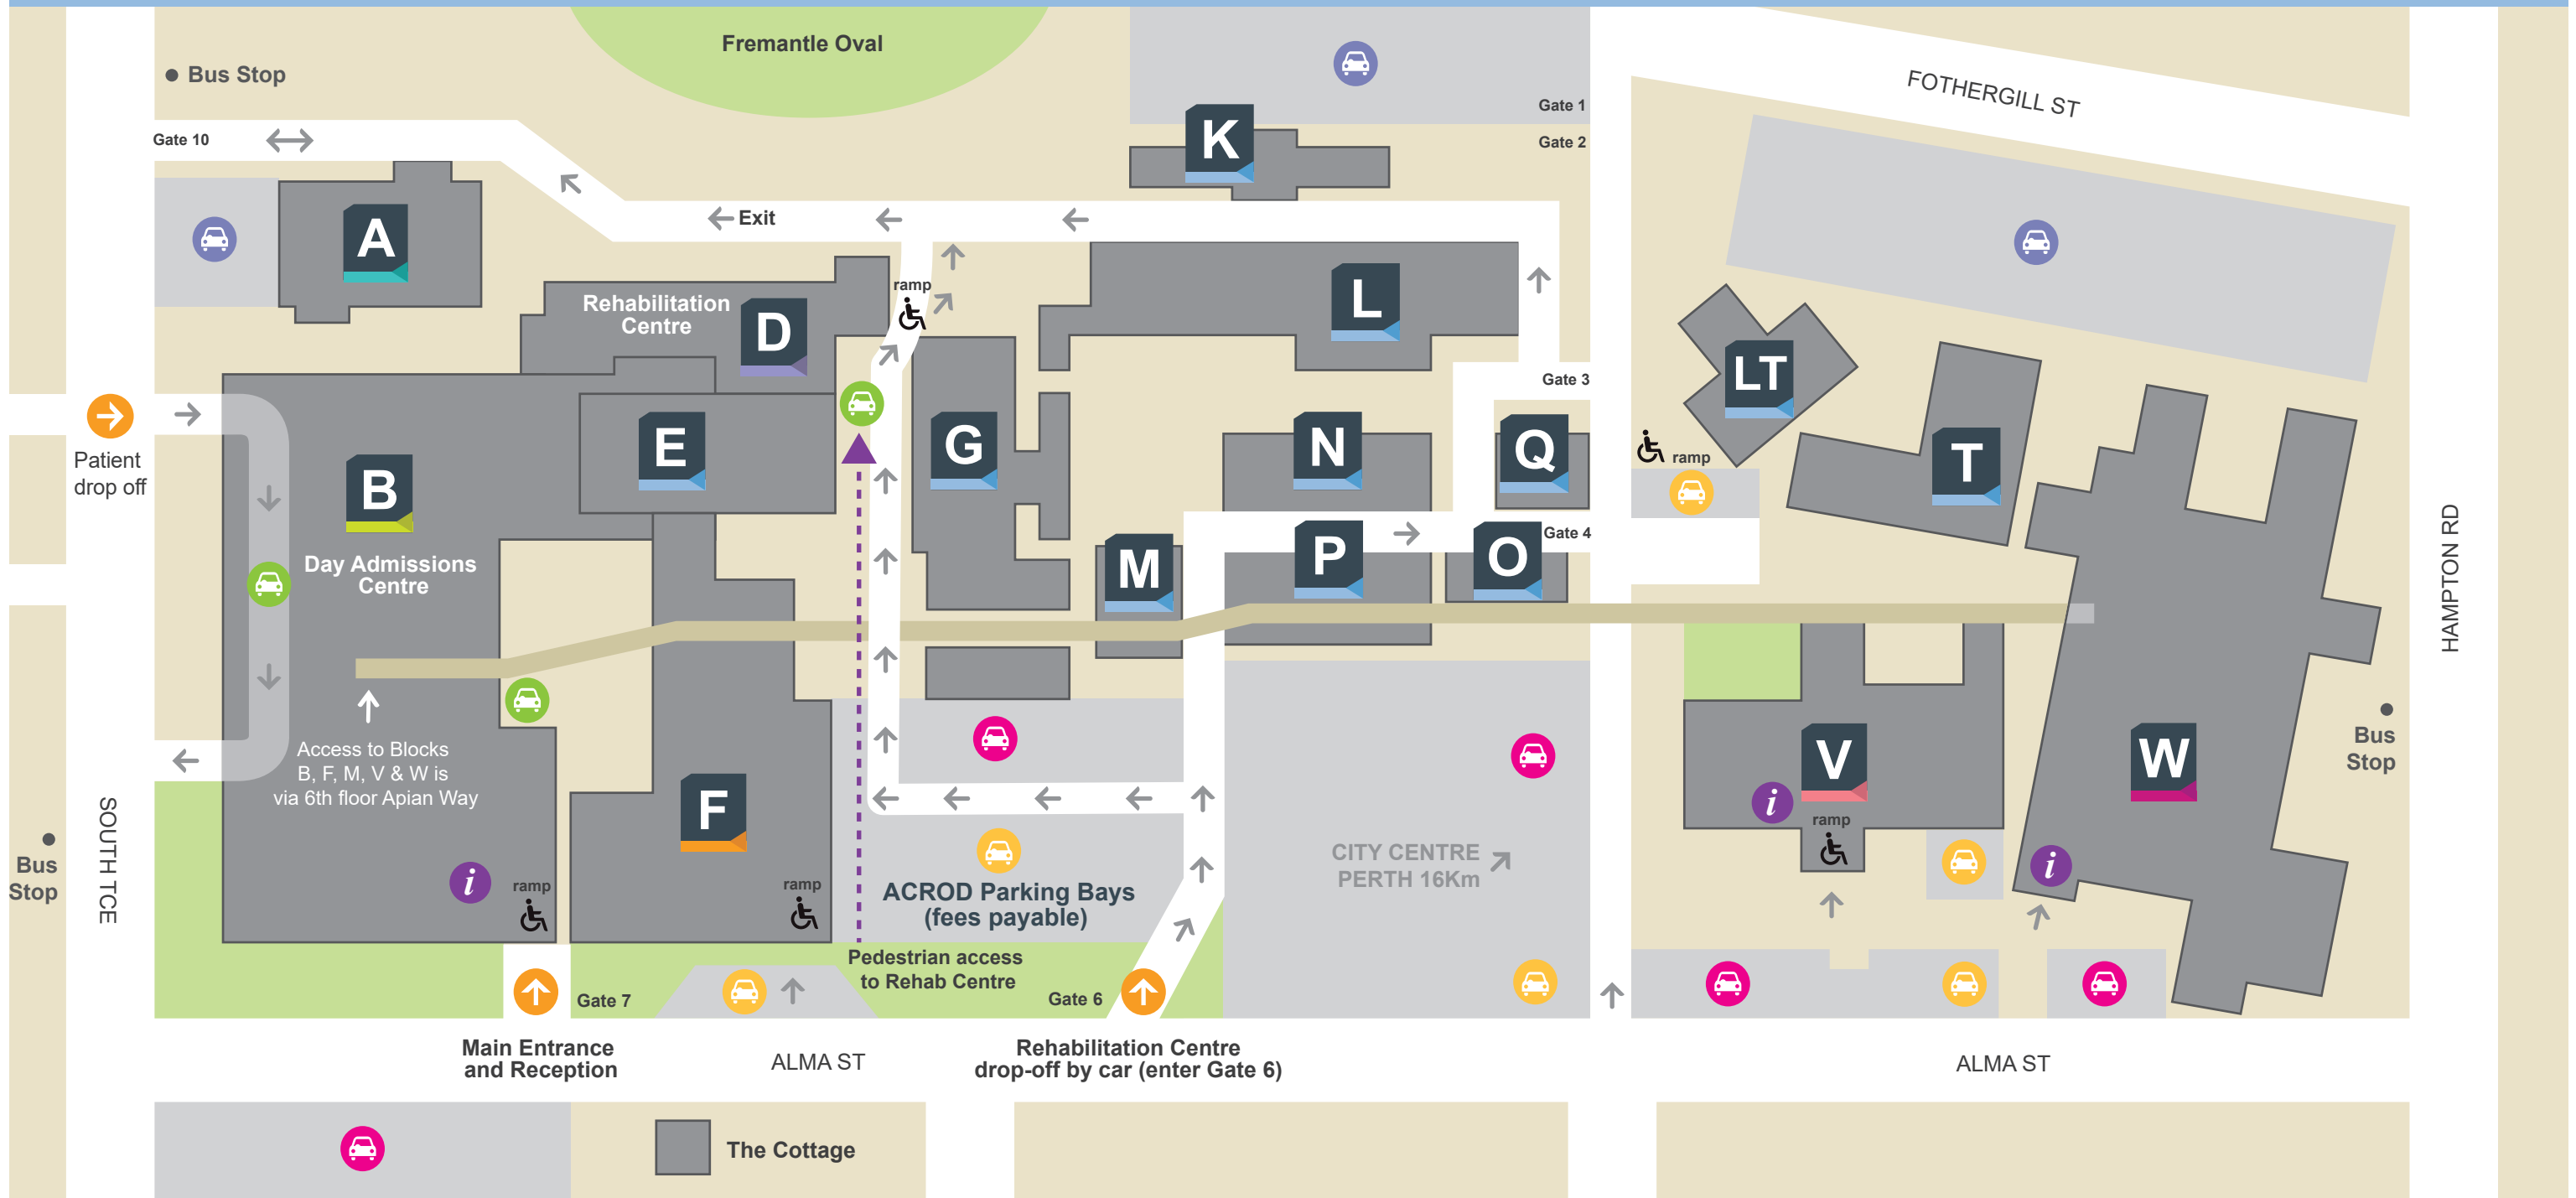 Fremantle Oval
Bus Stop
Gate 1
FOTHERGILL ST
Gate 10
K
Gate 2
A
Exit
ramp
L
Rehabilitation
Centre
D
LT
Gate 3
Patient
drop off
B
E
G
N
Q
ramp
T
Day Admissions
Centre
M
P
O
Gate 4
HAMPTON RD
Access to Blocks
B, F, M, V & W is
via 6th floor Apian Way
F
V
W
Bus
Stop
i
ramp
SOUTH TCE
Bus
Stop
i
ramp
ramp
ACROD Parking Bays
(fees payable)
CITY CENTRE
PERTH 16Km
i
Pedestrian access
to Rehab Centre
Gate 7
Gate 6
Main Entrance
and Reception
ALMA ST
Rehabilitation Centre
drop-off by car (enter Gate 6)
ALMA ST
The Cottage